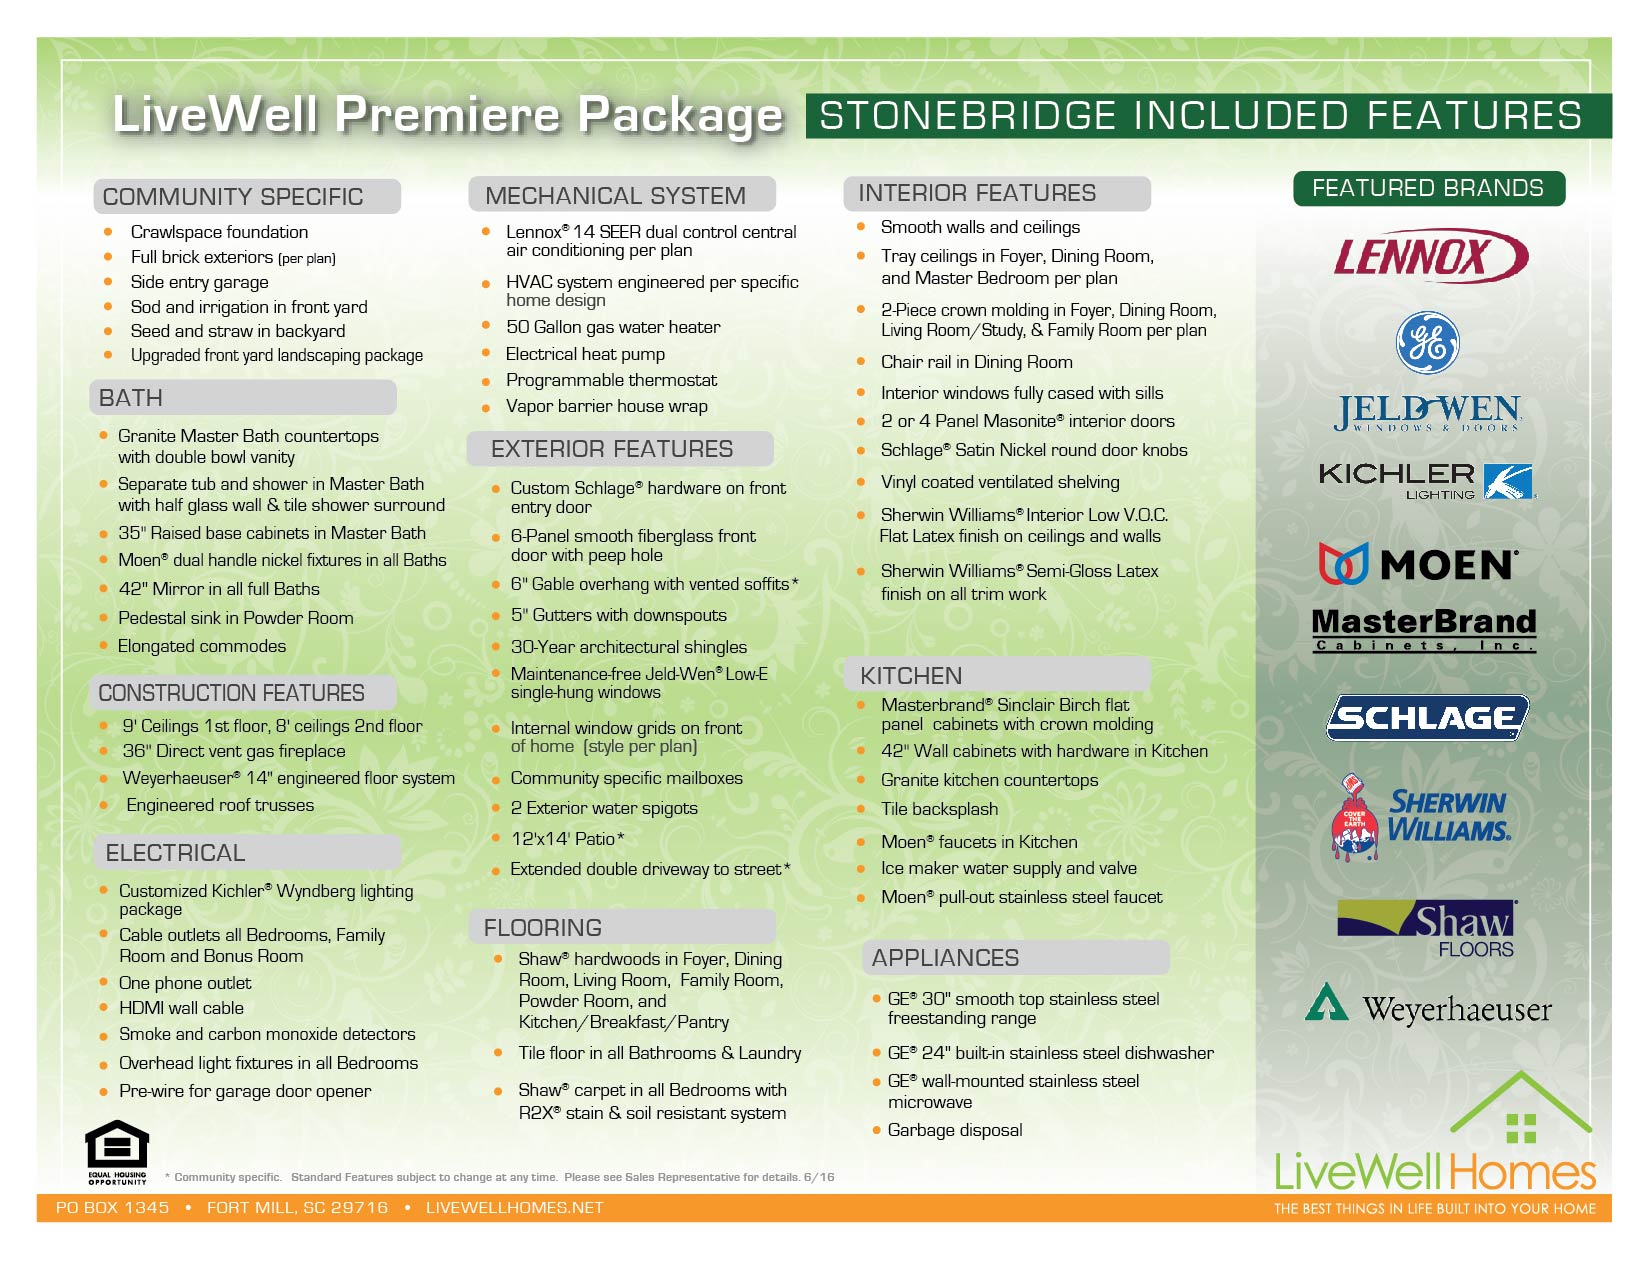 LiveWell Premiere Package
STONEBRIDGE INCLUDED FEATURES
COMMUNITY SPECIFIC
Crawlspace foundation
Full brick exteriors (per plan)
Side entry garage
Sod and irrigation in front yard
Seed and straw in backyard
Upgraded front yard landscaping package
BATH
Granite Master Bath countertops
with double bowl vanity
Separate tub and shower in Master Bath
with half glass wall & tile shower surround
35" Raised base cabinets in Master Bath
Moen® dual handle nickel fixtures in all Baths
42" Mirror in all full Baths
Pedestal sink in Powder Room
Elongated commodes
CONSTRUCTION FEATURES
9' Ceilings 1st floor, 8' ceilings 2nd floor
36" Direct vent gas fireplace
Weyerhaeuser® 14" engineered floor system
Engineered roof trusses
ELECTRICAL
Customized Kichler® Wyndberg lighting
package
Cable outlets all Bedrooms, Family
Room and Bonus Room
One phone outlet
HDMI wall cable
Smoke and carbon monoxide detectors
Overhead light fixtures in all Bedrooms
Pre-wire for garage door opener
MECHANICAL SYSTEM
Lennox® 14 SEER dual control central
air conditioning per plan
HVAC system engineered per specific
home design
50 Gallon gas water heater
Electrical heat pump
Programmable thermostat
Vapor barrier house wrap
EXTERIOR FEATURES
Custom Schlage® hardware on front
entry door
6-Panel smooth fiberglass front
door with peep hole
6" Gable overhang with vented soffits*
5" Gutters with downspouts
30-Year architectural shingles
Maintenance-free Jeld-Wen® Low-E
single-hung windows
Internal window grids on front
of home (style per plan)
Community specific mailboxes
2 Exterior water spigots
12'x14' Patio*
Extended double driveway to street*
FLOORING
Shaw® hardwoods in Foyer, Dining
Room, Living Room, Family Room,
Powder Room, and
Kitchen/Breakfast/Pantry
Tile floor in all Bathrooms & Laundry
Shaw® carpet in all Bedrooms with
R2X® stain & soil resistant system
INTERIOR FEATURES
Smooth walls and ceilings
Tray ceilings in Foyer, Dining Room,
and Master Bedroom per plan
2-Piece crown molding in Foyer, Dining Room,
Living Room/Study, & Family Room per plan
Chair rail in Dining Room
Interior windows fully cased with sills
2 or 4 Panel Masonite® interior doors
Schlage® Satin Nickel round door knobs
Vinyl coated ventilated shelving
Sherwin Williams® Interior Low V.O.C.
Flat Latex finish on ceilings and walls
Sherwin Williams® Semi-Gloss Latex
finish on all trim work
KITCHEN
Masterbrand® Sinclair Birch flat
panel cabinets with crown molding
42" Wall cabinets with hardware in Kitchen
Granite kitchen countertops
Tile backsplash
Moen® faucets in Kitchen
Ice maker water supply and valve
Moen® pull-out stainless steel faucet
APPLIANCES
GE® 30" smooth top stainless steel
freestanding range
GE® 24" built-in stainless steel dishwasher
GE® wall-mounted stainless steel
microwave
Garbage disposal
FEATURED BRANDS
LENNOX
GE
JELD-WEN
WINDOWS & DOORS
KICHLER
LIGHTING
MOEN®
MasterBrand
Cabinets, Inc.
SCHLAGE
COVER
THE
EARTH
SHERWIN
WILLIAMS®
Shaw
FLOORS
Weyerhaeuser
EQUAL HOUSING
OPPORTUNITY
* Community specific. Standard Features subject to change at any time. Please see Sales Representative for details. 6/16
LiveWellHomes
PO BOX 1345 • FORT MILL, SC 29716 • LIVEWELLHOMES.NET
THE BEST THINGS IN LIFE BUILT INTO YOUR HOME